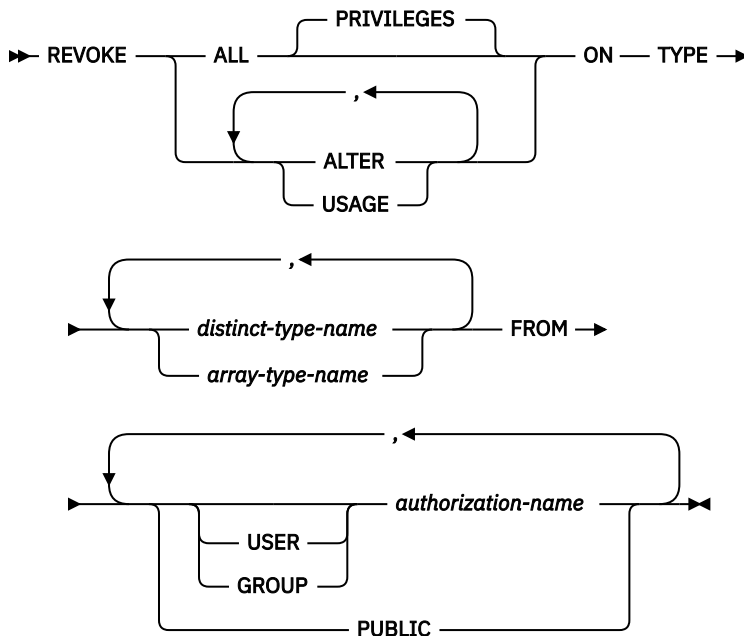 PRIVILEGES
REVOKE ALL ON TYPE
,
ALTER
USAGE
,
distinct-type-name FROM
array-type-name
,
authorization-name
USER
GROUP
PUBLIC